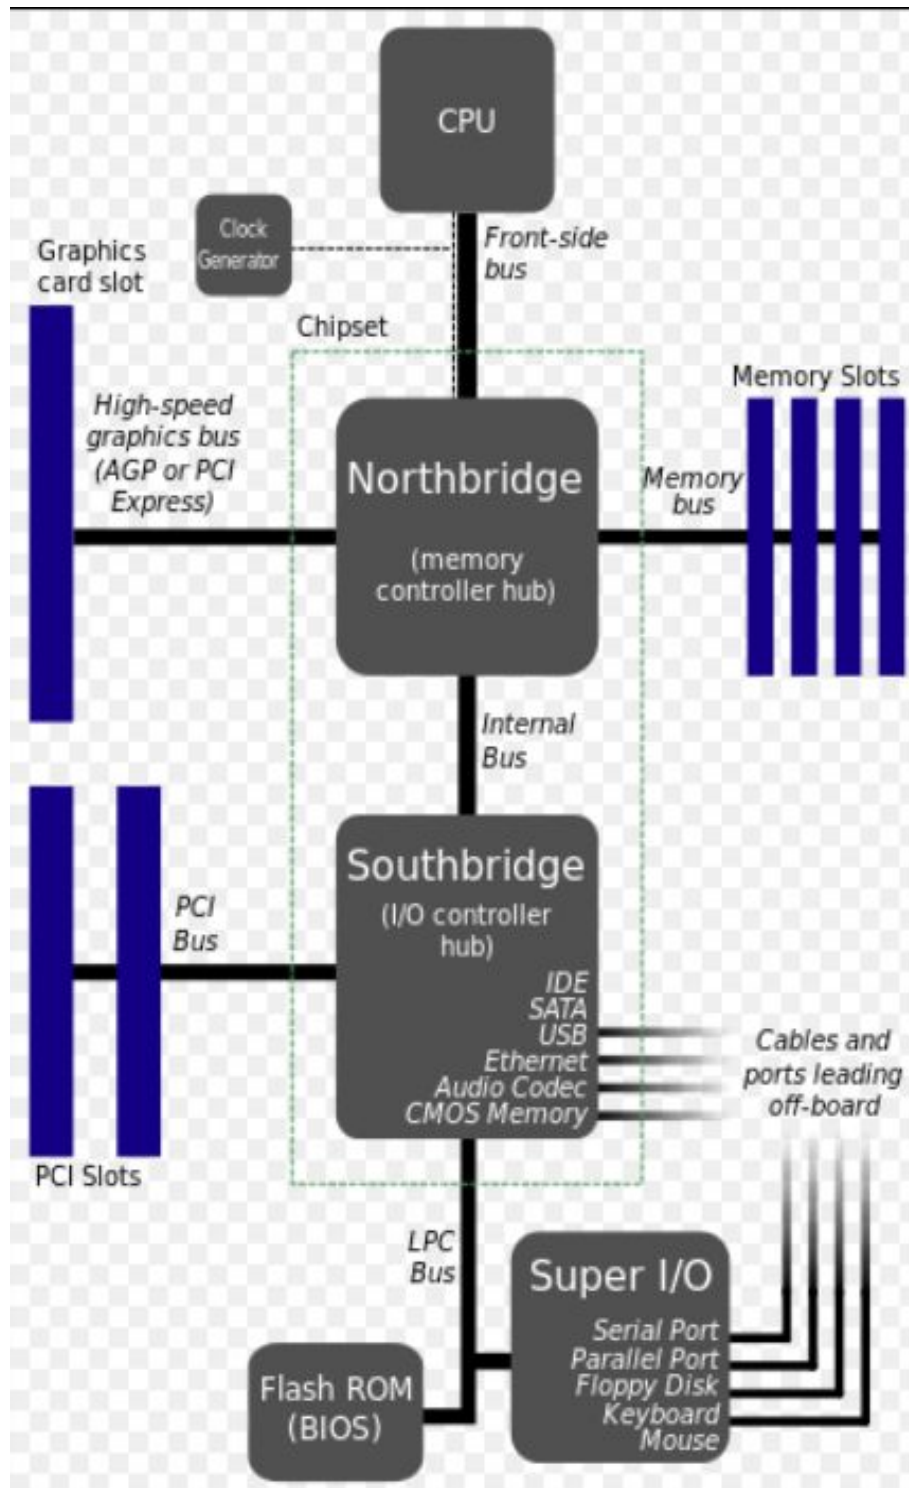 CPU
Clock
Generator
Front-side
bus
Graphics
card slot
Chipset
Memory Slots
High-speed
graphics bus
(AGP or PCI
Express)
Northbridge
(memory
controller hub)
Memory
bus
Internal
Bus
Southbridge
(I/O controller
hub)
IDE
SATA
USB
Ethernet
Audio Codec
CMOS Memory
PCI
Bus
PCI Slots
Cables and
ports leading
off-board
LPC
Bus
Super I/O
Serial Port
Parallel Port
Floppy Disk
Keyboard
Mouse
Flash ROM
(BIOS)